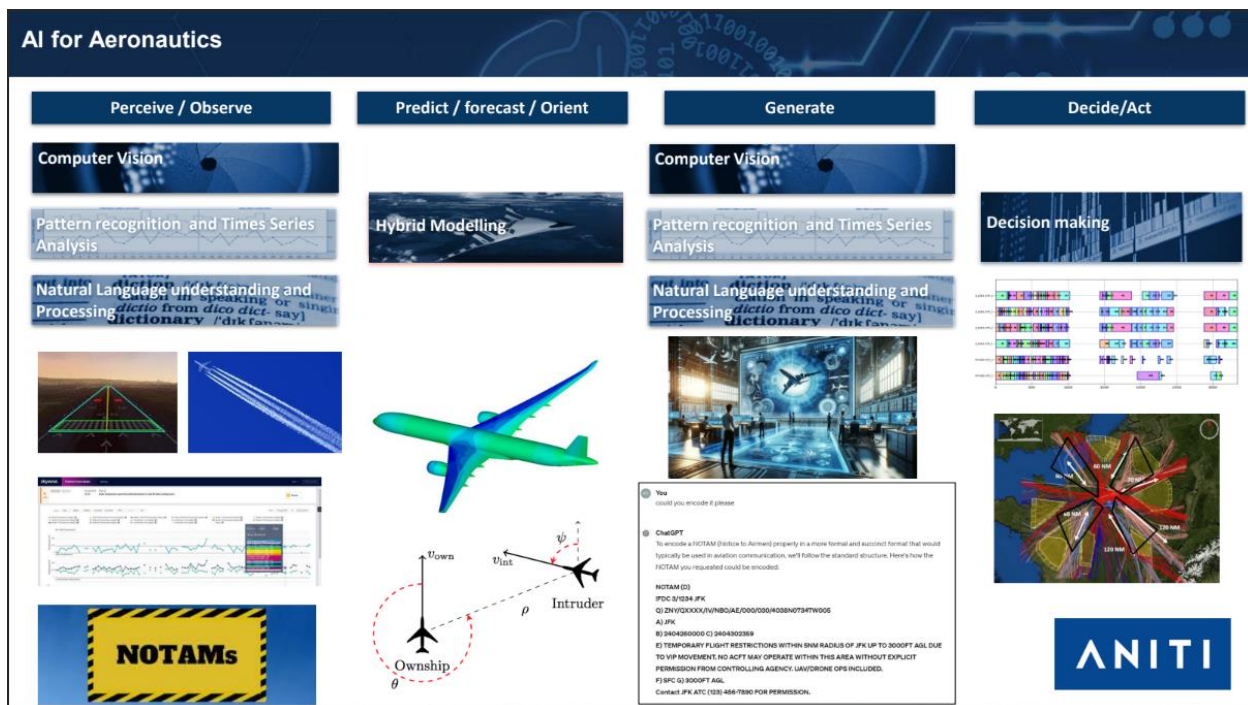 AI for Aeronautics
Perceive / Observe
Computer Vision
Pattern recognition and Times Series
Analysis
Natural Language understanding and
Processing
NOTAMs
Predict / forecast / Orient
Hybrid Modelling
v_own
v_int
ψ
Intruder
ρ
Ownship
θ
Generate
Computer Vision
Pattern recognition and Times Series
Analysis
Natural Language understanding and
Processing
You
could you encode it please
ChatGPT
To encode a NOTAM (Notice to Airmen) properly in a more formal and succinct format that would
typically be used in aviation communication, we'll follow the standard structure. Here's how the
NOTAM you requested could be encoded:
NOTAM (D)
!FDC 3/1234 JFK
Q) ZNY/QXXXX/IV/NBO/AE/000/030/4038N07347W005
A) JFK
B) 2404260000 C) 2404302359
E) TEMPORARY FLIGHT RESTRICTIONS WITHIN 5NM RADIUS OF JFK UP TO 3000FT AGL DUE
TO VIP MOVEMENT. NO ACFT MAY OPERATE WITHIN THIS AREA WITHOUT EXPLICIT
PERMISSION FROM CONTROLLING AGENCY. UAV/DRONE OPS INCLUDED.
F) SFC G) 3000FT AGL
Contact JFK ATC (123) 456-7890 FOR PERMISSION.
Decide/Act
Decision making
60 NM
120 NM
120 NM
ANITI